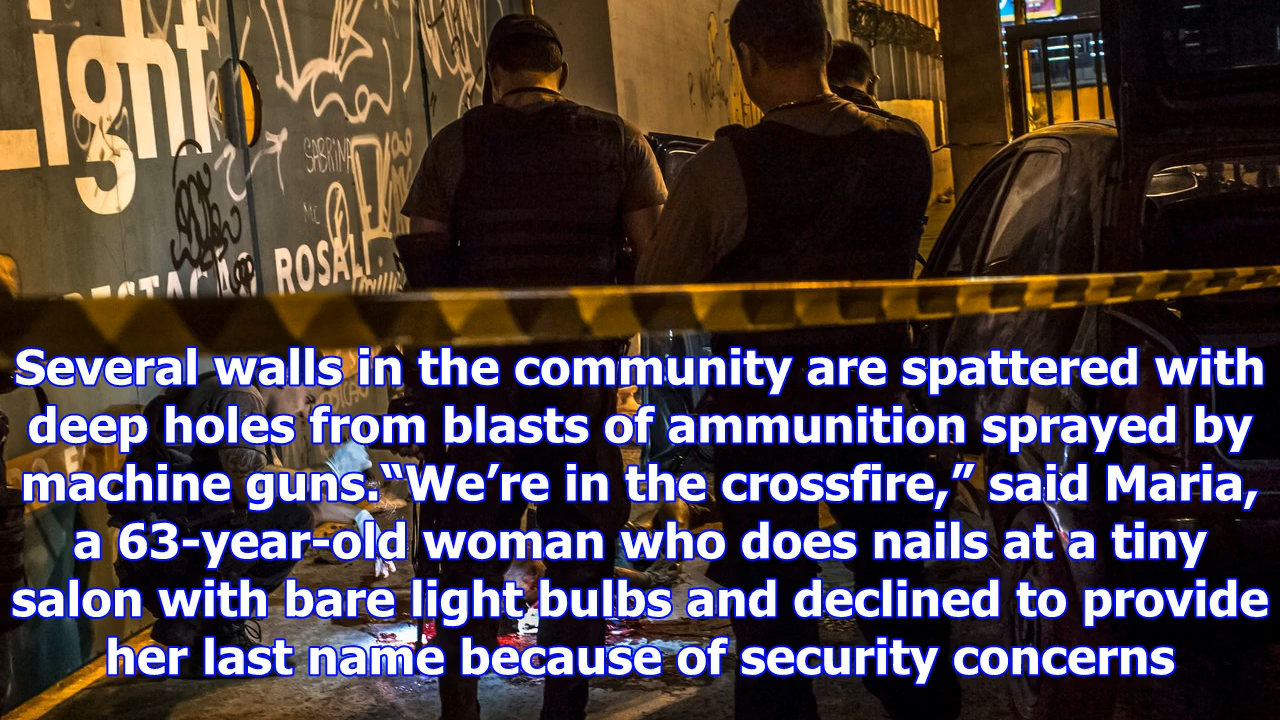 Light
SABRINA
Mc
ROSAL
Several walls in the community are spattered with
deep holes from blasts of ammunition sprayed by
machine guns.“We’re in the crossfire,” said Maria,
a 63-year-old woman who does nails at a tiny
salon with bare light bulbs and declined to provide
her last name because of security concerns